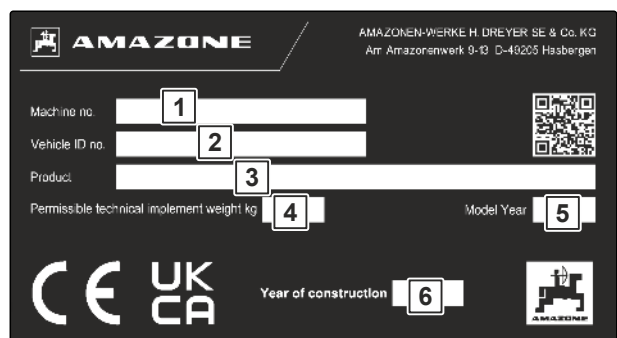 AMAZONE
AMAZONEN-WERKE H. DREYER SE & Co. KG
Am Amazonenwerk 9-13 D-49205 Hasbergen
Machine no. 1
Vehicle ID no. 2
Product 3
Permissible technical implement weight kg 4
Model Year 5
CE UK
CA
Year of construction 6
AMAZONE